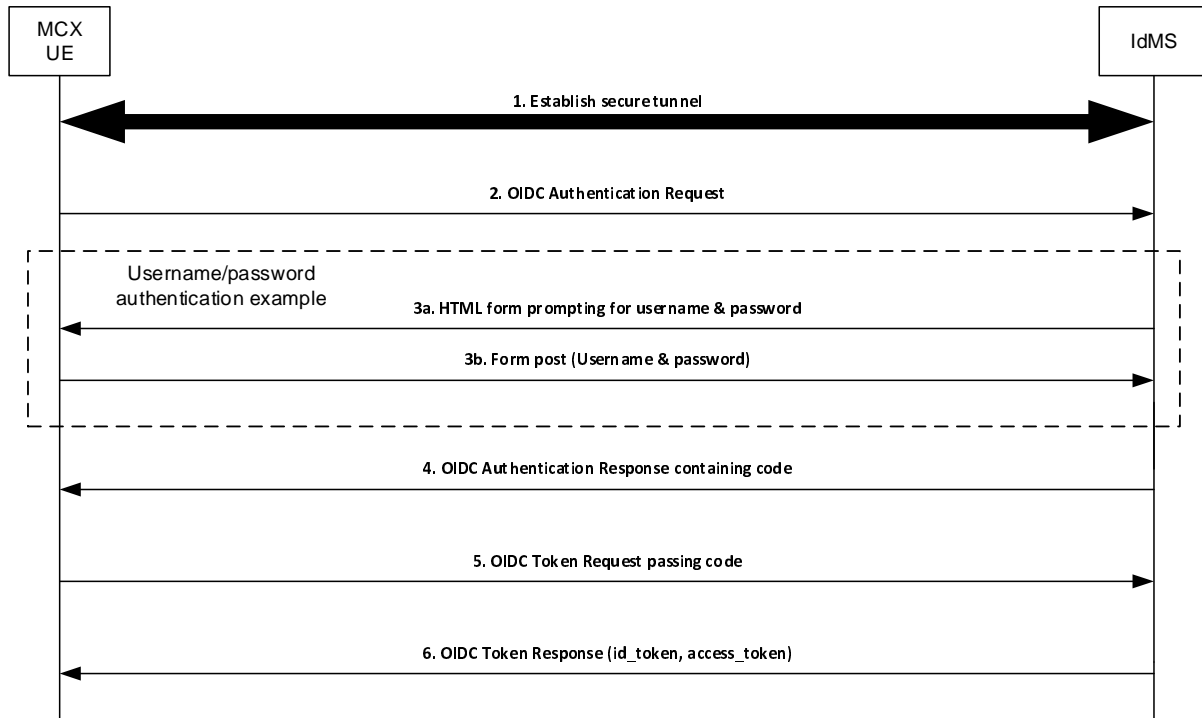 MCX
UE
IdMS
1. Establish secure tunnel
2. OIDC Authentication Request
Username/password
authentication example
3a. HTML form prompting for username & password
3b. Form post (Username & password)
4. OIDC Authentication Response containing code
5. OIDC Token Request passing code
6. OIDC Token Response (id_token, access_token)